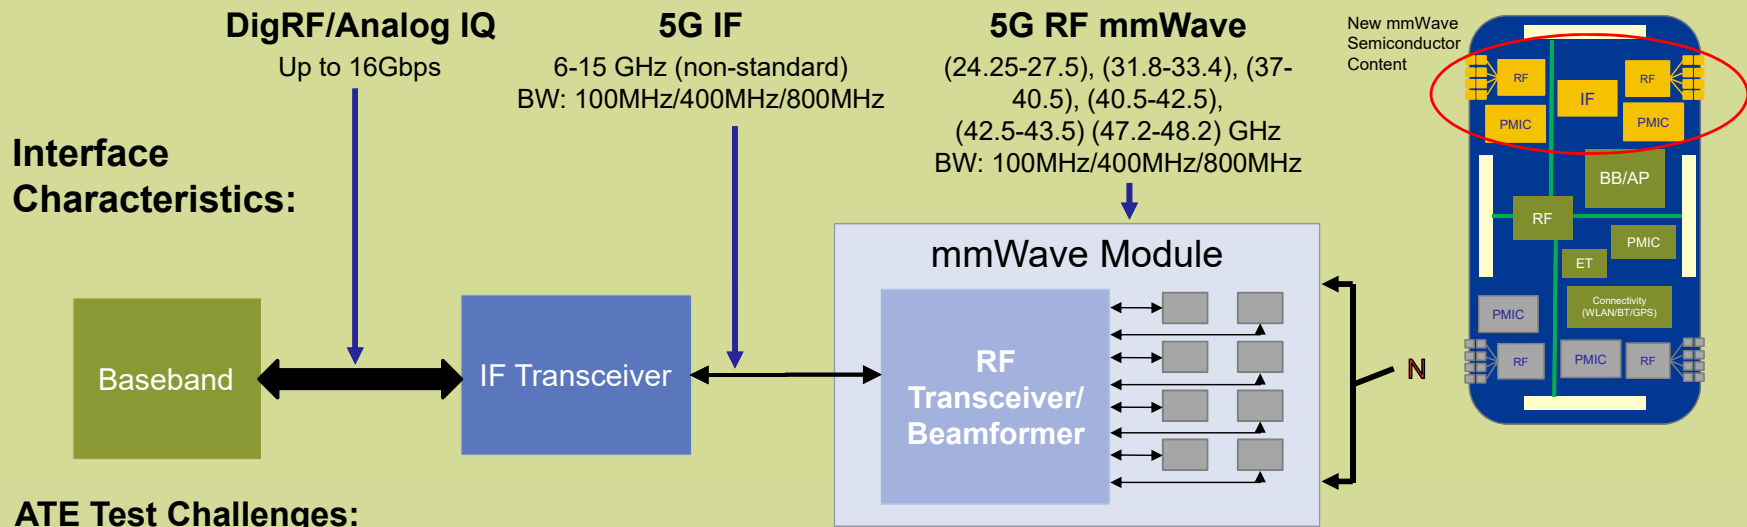 DigRF/Analog IQ
Up to 16Gbps
5G IF
6-15 GHz (non-standard)
BW: 100MHz/400MHz/800MHz
5G RF mmWave
(24.25-27.5), (31.8-33.4), (37-
40.5), (40.5-42.5),
(42.5-43.5) (47.2-48.2) GHz
BW: 100MHz/400MHz/800MHz
New mmWave
Semiconductor
Content
Interface
Characteristics:
Baseband
IF Transceiver
mmWave Module
RF
Transceiver/
Beamformer
N
RF
IF
RF
PMIC
PMIC
BB/AP
RF
PMIC
ET
Connectivity
(WLAN/BT/GPS)
PMIC
RF
PMIC
RF
ATE Test Challenges: